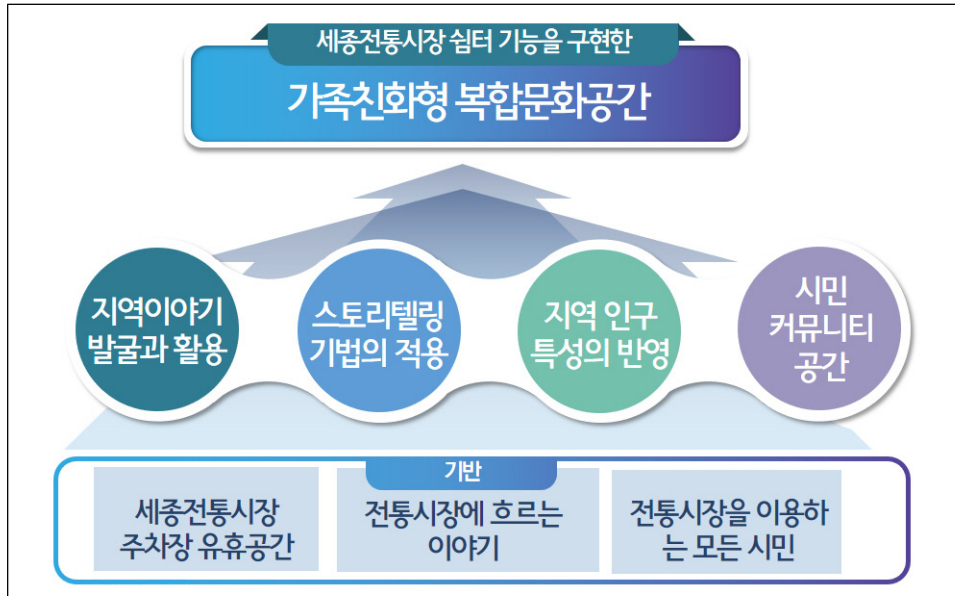 세종전통시장 쉼터 기능을 구현한
가족친화형 복합문화공간
지역이야기
발굴과 활용
스토리텔링
기법의 적용
지역 인구
특성의 반영
시민
커뮤니티
공간
기반
세종전통시장
주차장 유휴공간
전통시장에 흐르는
이야기
전통시장을 이용하
는 모든 시민